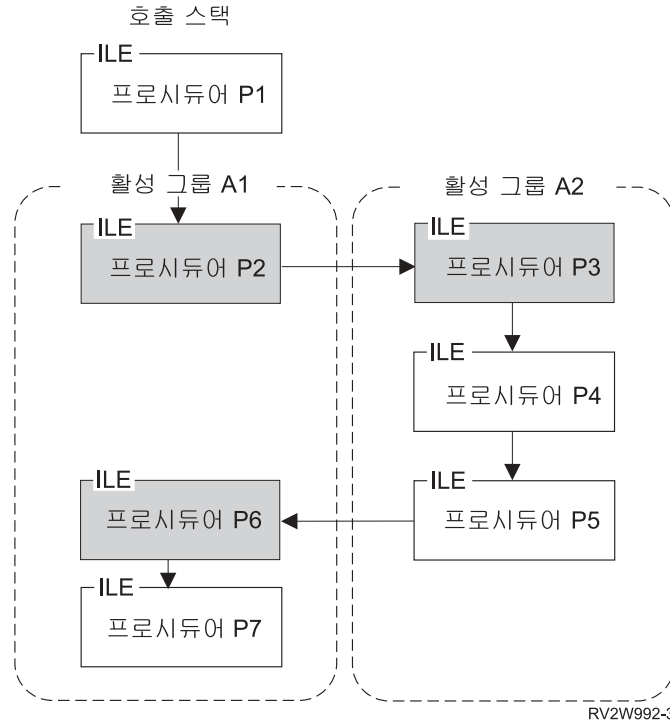 호출 스택
ILE
프로시듀어 P1
활성 그룹 A1
활성 그룹 A2
ILE
프로시듀어 P2
ILE
프로시듀어 P3
ILE
프로시듀어 P4
ILE
프로시듀어 P6
ILE
프로시듀어 P5
ILE
프로시듀어 P7
RV2W992-3